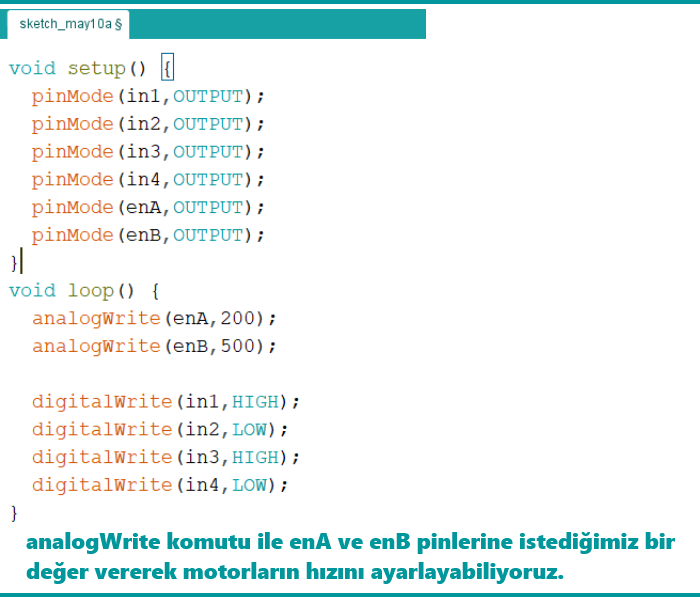 sketch_may10a §
void setup() {
pinMode(in1,OUTPUT);
pinMode(in2,OUTPUT);
pinMode(in3,OUTPUT);
pinMode(in4,OUTPUT);
pinMode(enA,OUTPUT);
pinMode(enB,OUTPUT);
}
void loop() {
analogWrite(enA,200);
analogWrite(enB,500);
digitalWrite(in1,HIGH);
digitalWrite(in2,LOW);
digitalWrite(in3,HIGH);
digitalWrite(in4,LOW);
}
analogWrite komutu ile enA ve enB pinlerine istediğimiz bir
değer vererek motorların hızını ayarlayabiliyoruz.